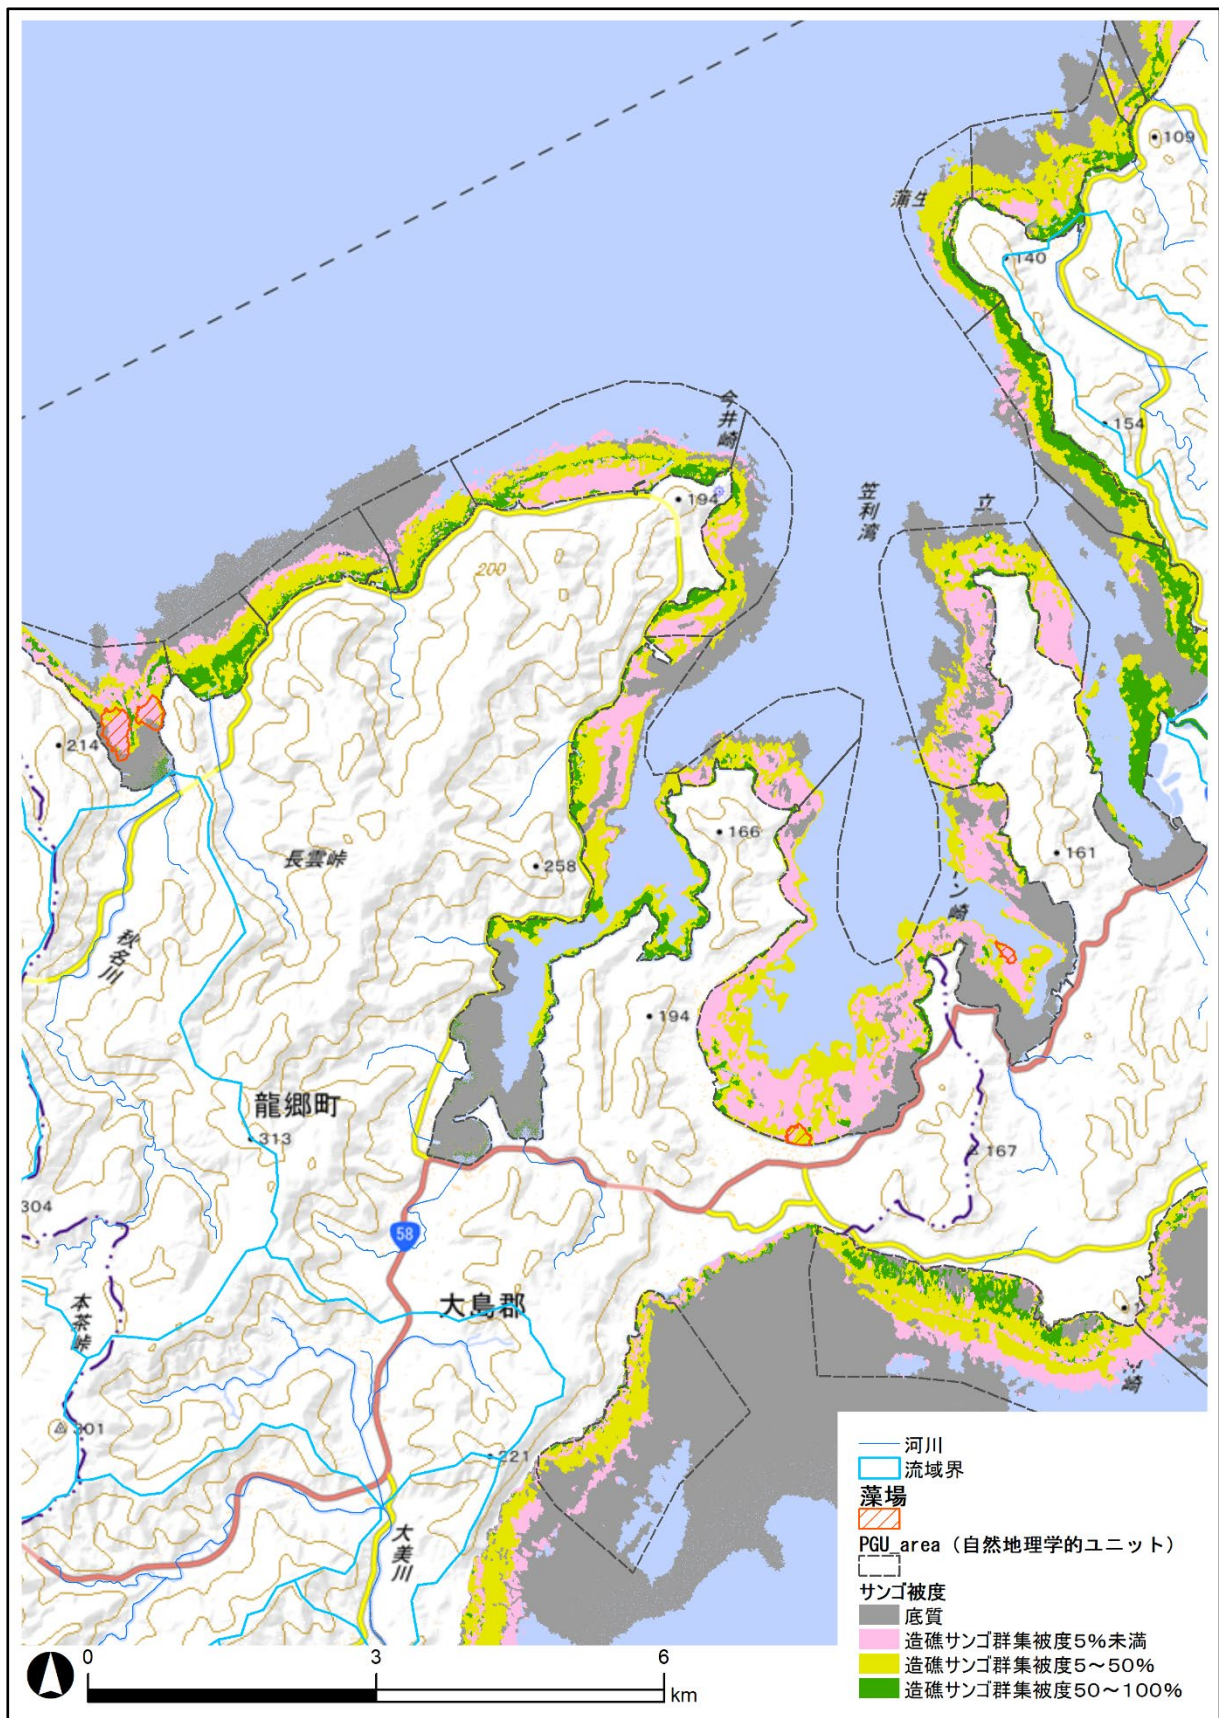 109
蒲生
140
今井崎
154
194
笠利湾
立
200
214
166
長雲峠
258
161
秋名川
ン崎
194
龍郷町
313
167
304
58
大島郡
本茶峠
崎
301
221
大美川
河川
流域界
藻場
PGU_area（自然地理学的ユニット）
サンゴ被度
底質
造礁サンゴ群集被度5%未満
造礁サンゴ群集被度5～50%
造礁サンゴ群集被度50～100%
0 3 6
km